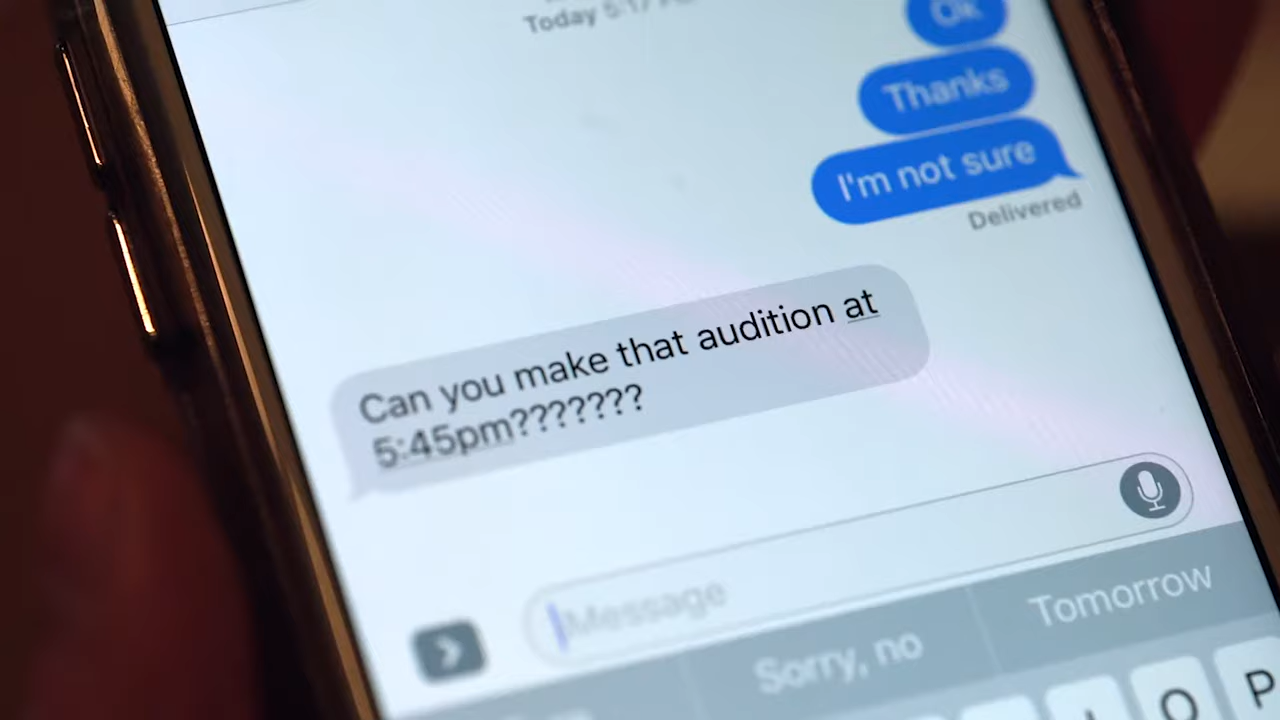 Today 5:17
Ok
Thanks
I'm not sure
Delivered
Can you make that audition at
5:45pm???????
Message
Sorry, no
Tomorrow
O
P